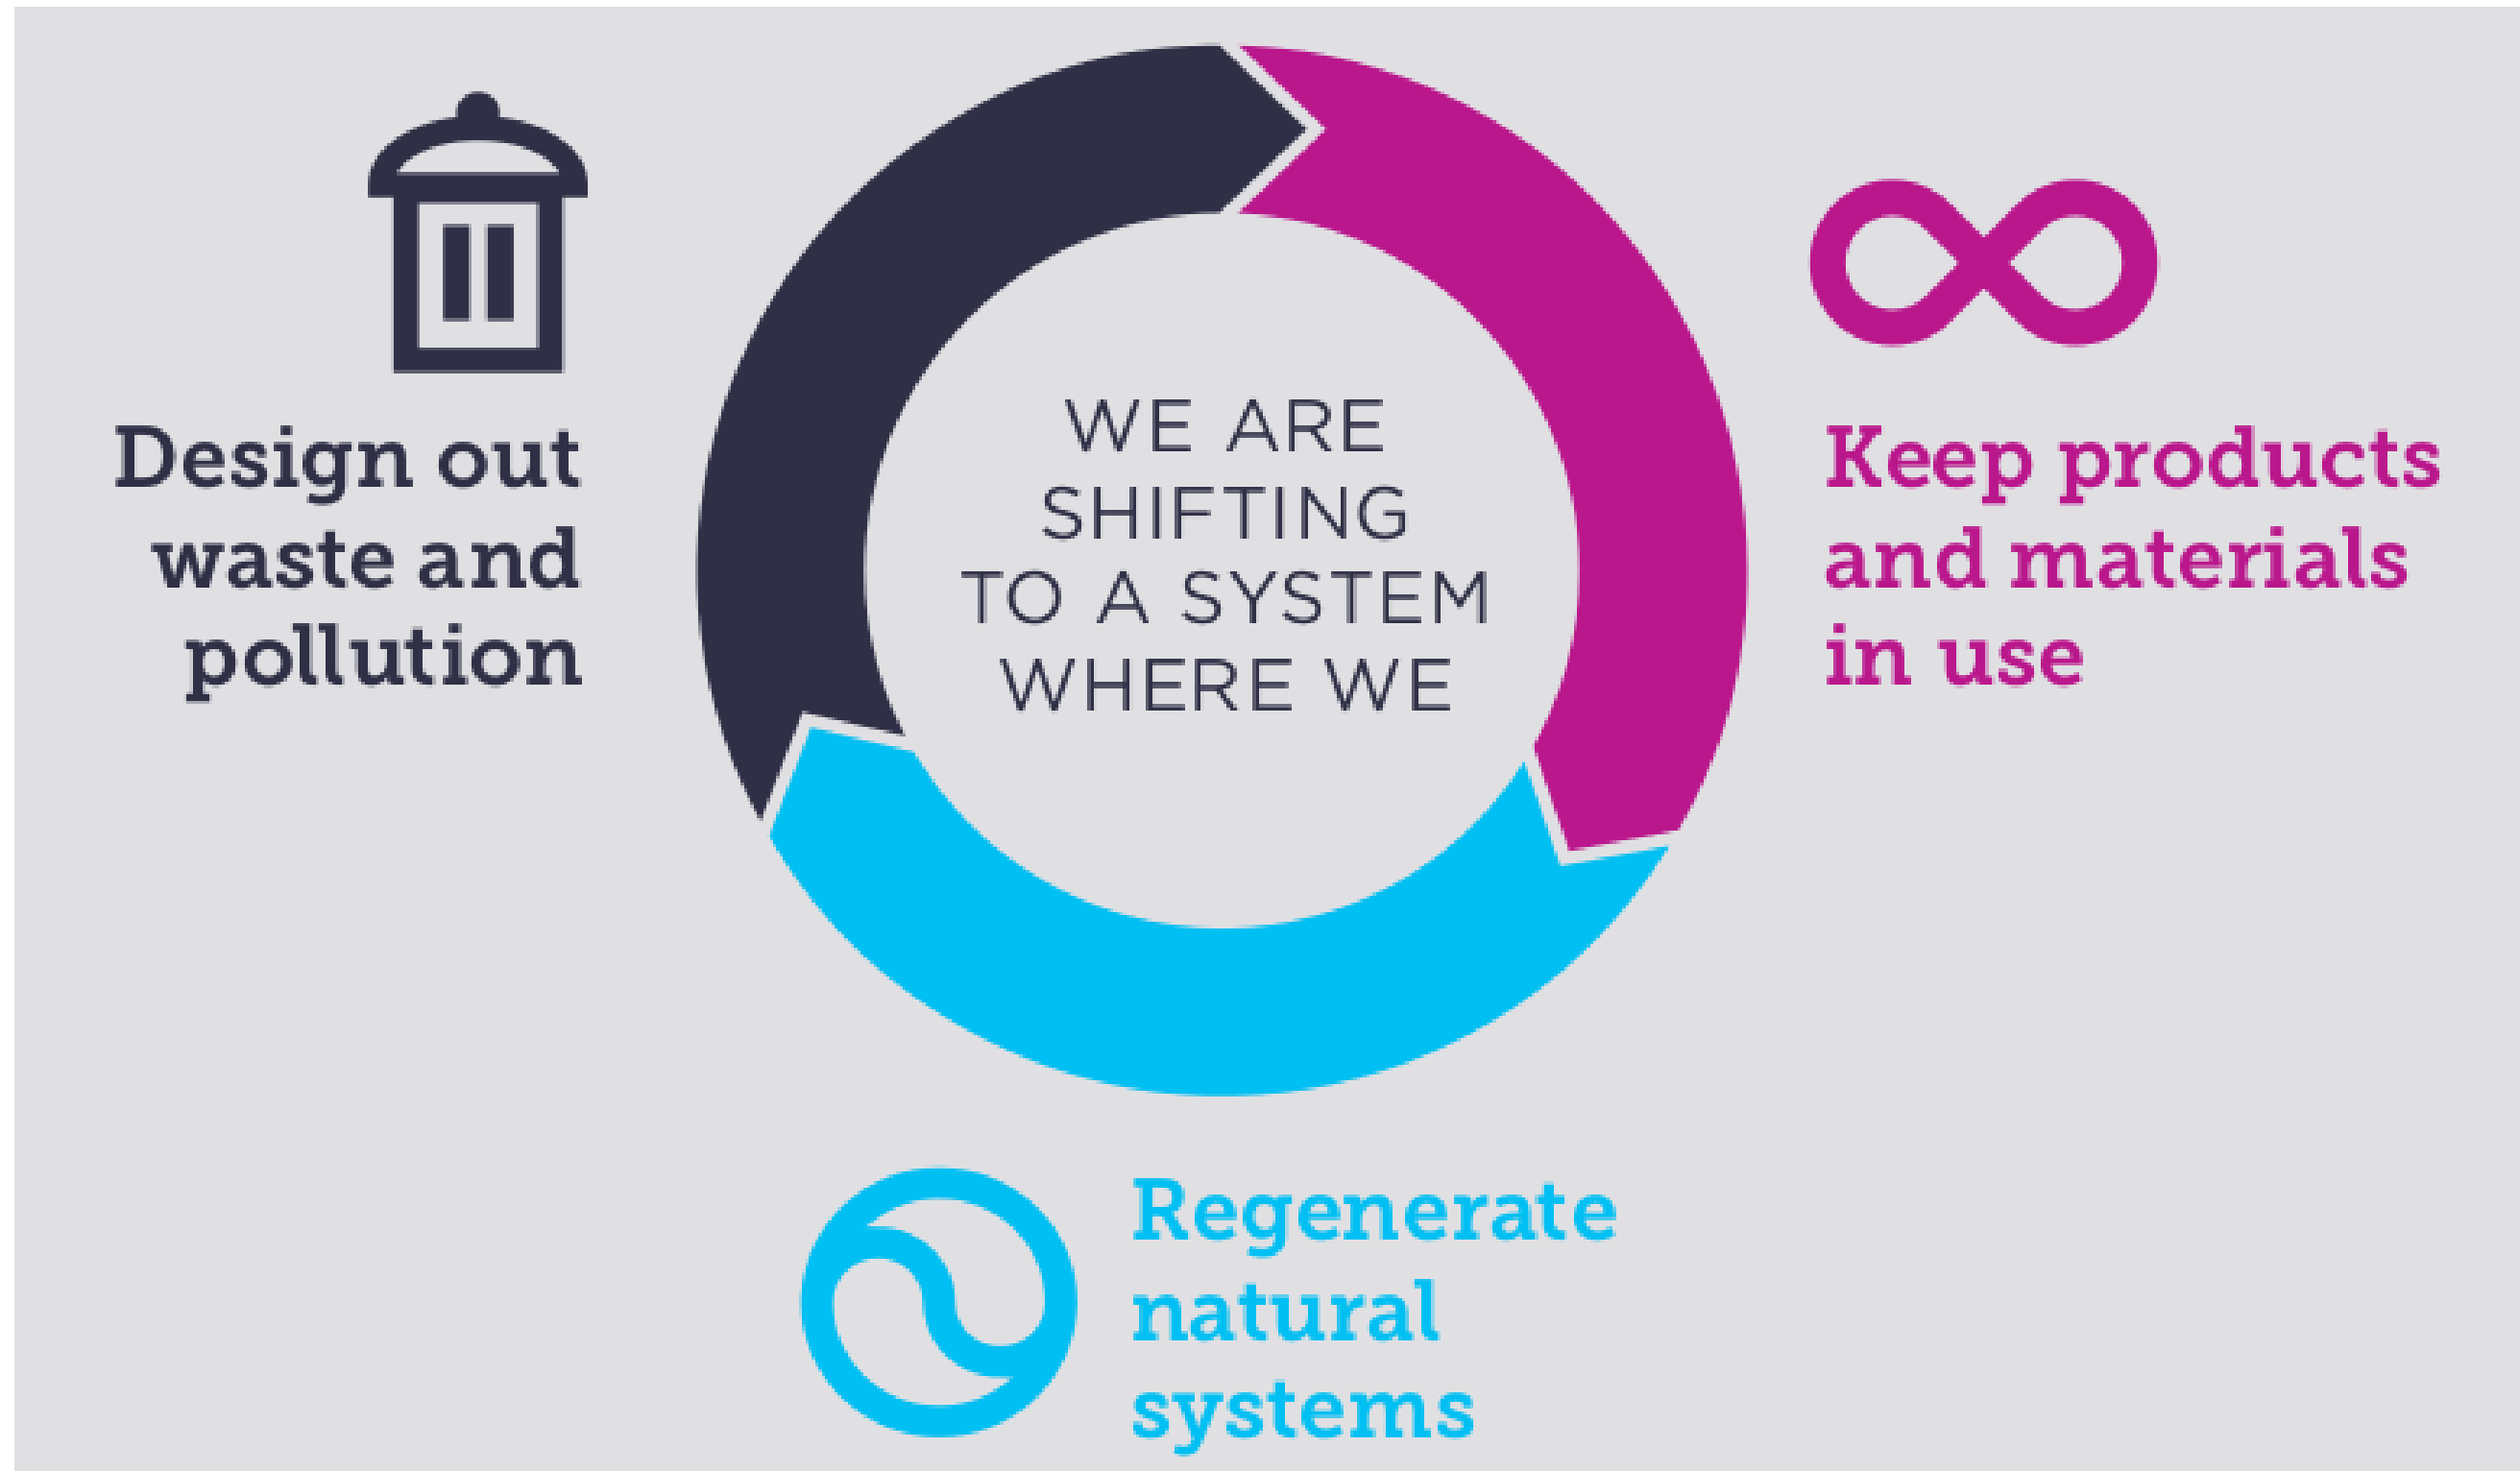 Design out
waste and
pollution
WE ARE
SHIFTING
TO A SYSTEM
WHERE WE
Keep products
and materials
in use
Regenerate
natural
systems